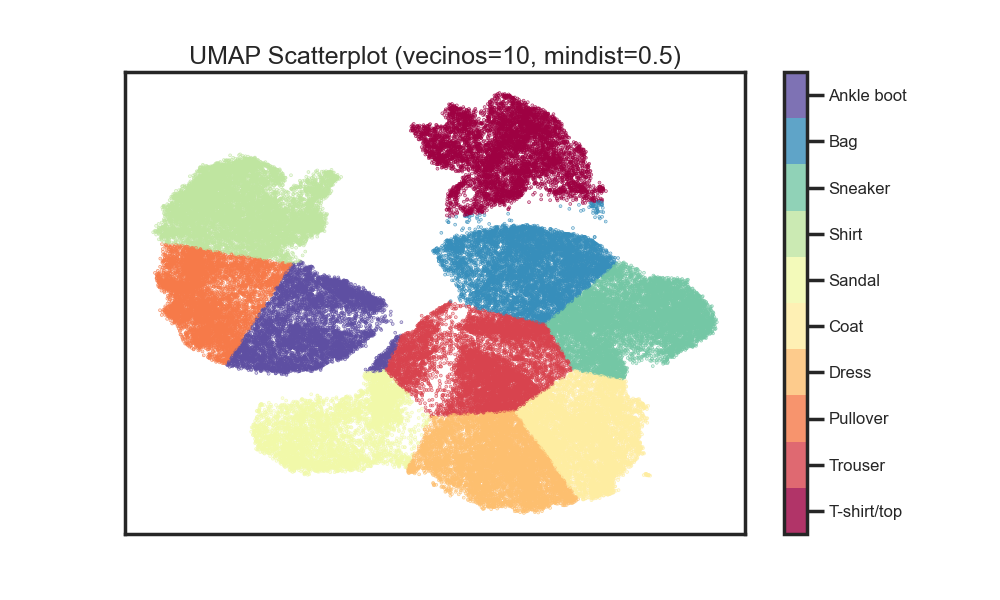 UMAP Scatterplot (vecinos=10, mindist=0.5)
Ankle boot
Bag
Sneaker
Shirt
Sandal
Coat
Dress
Pullover
Trouser
T-shirt/top